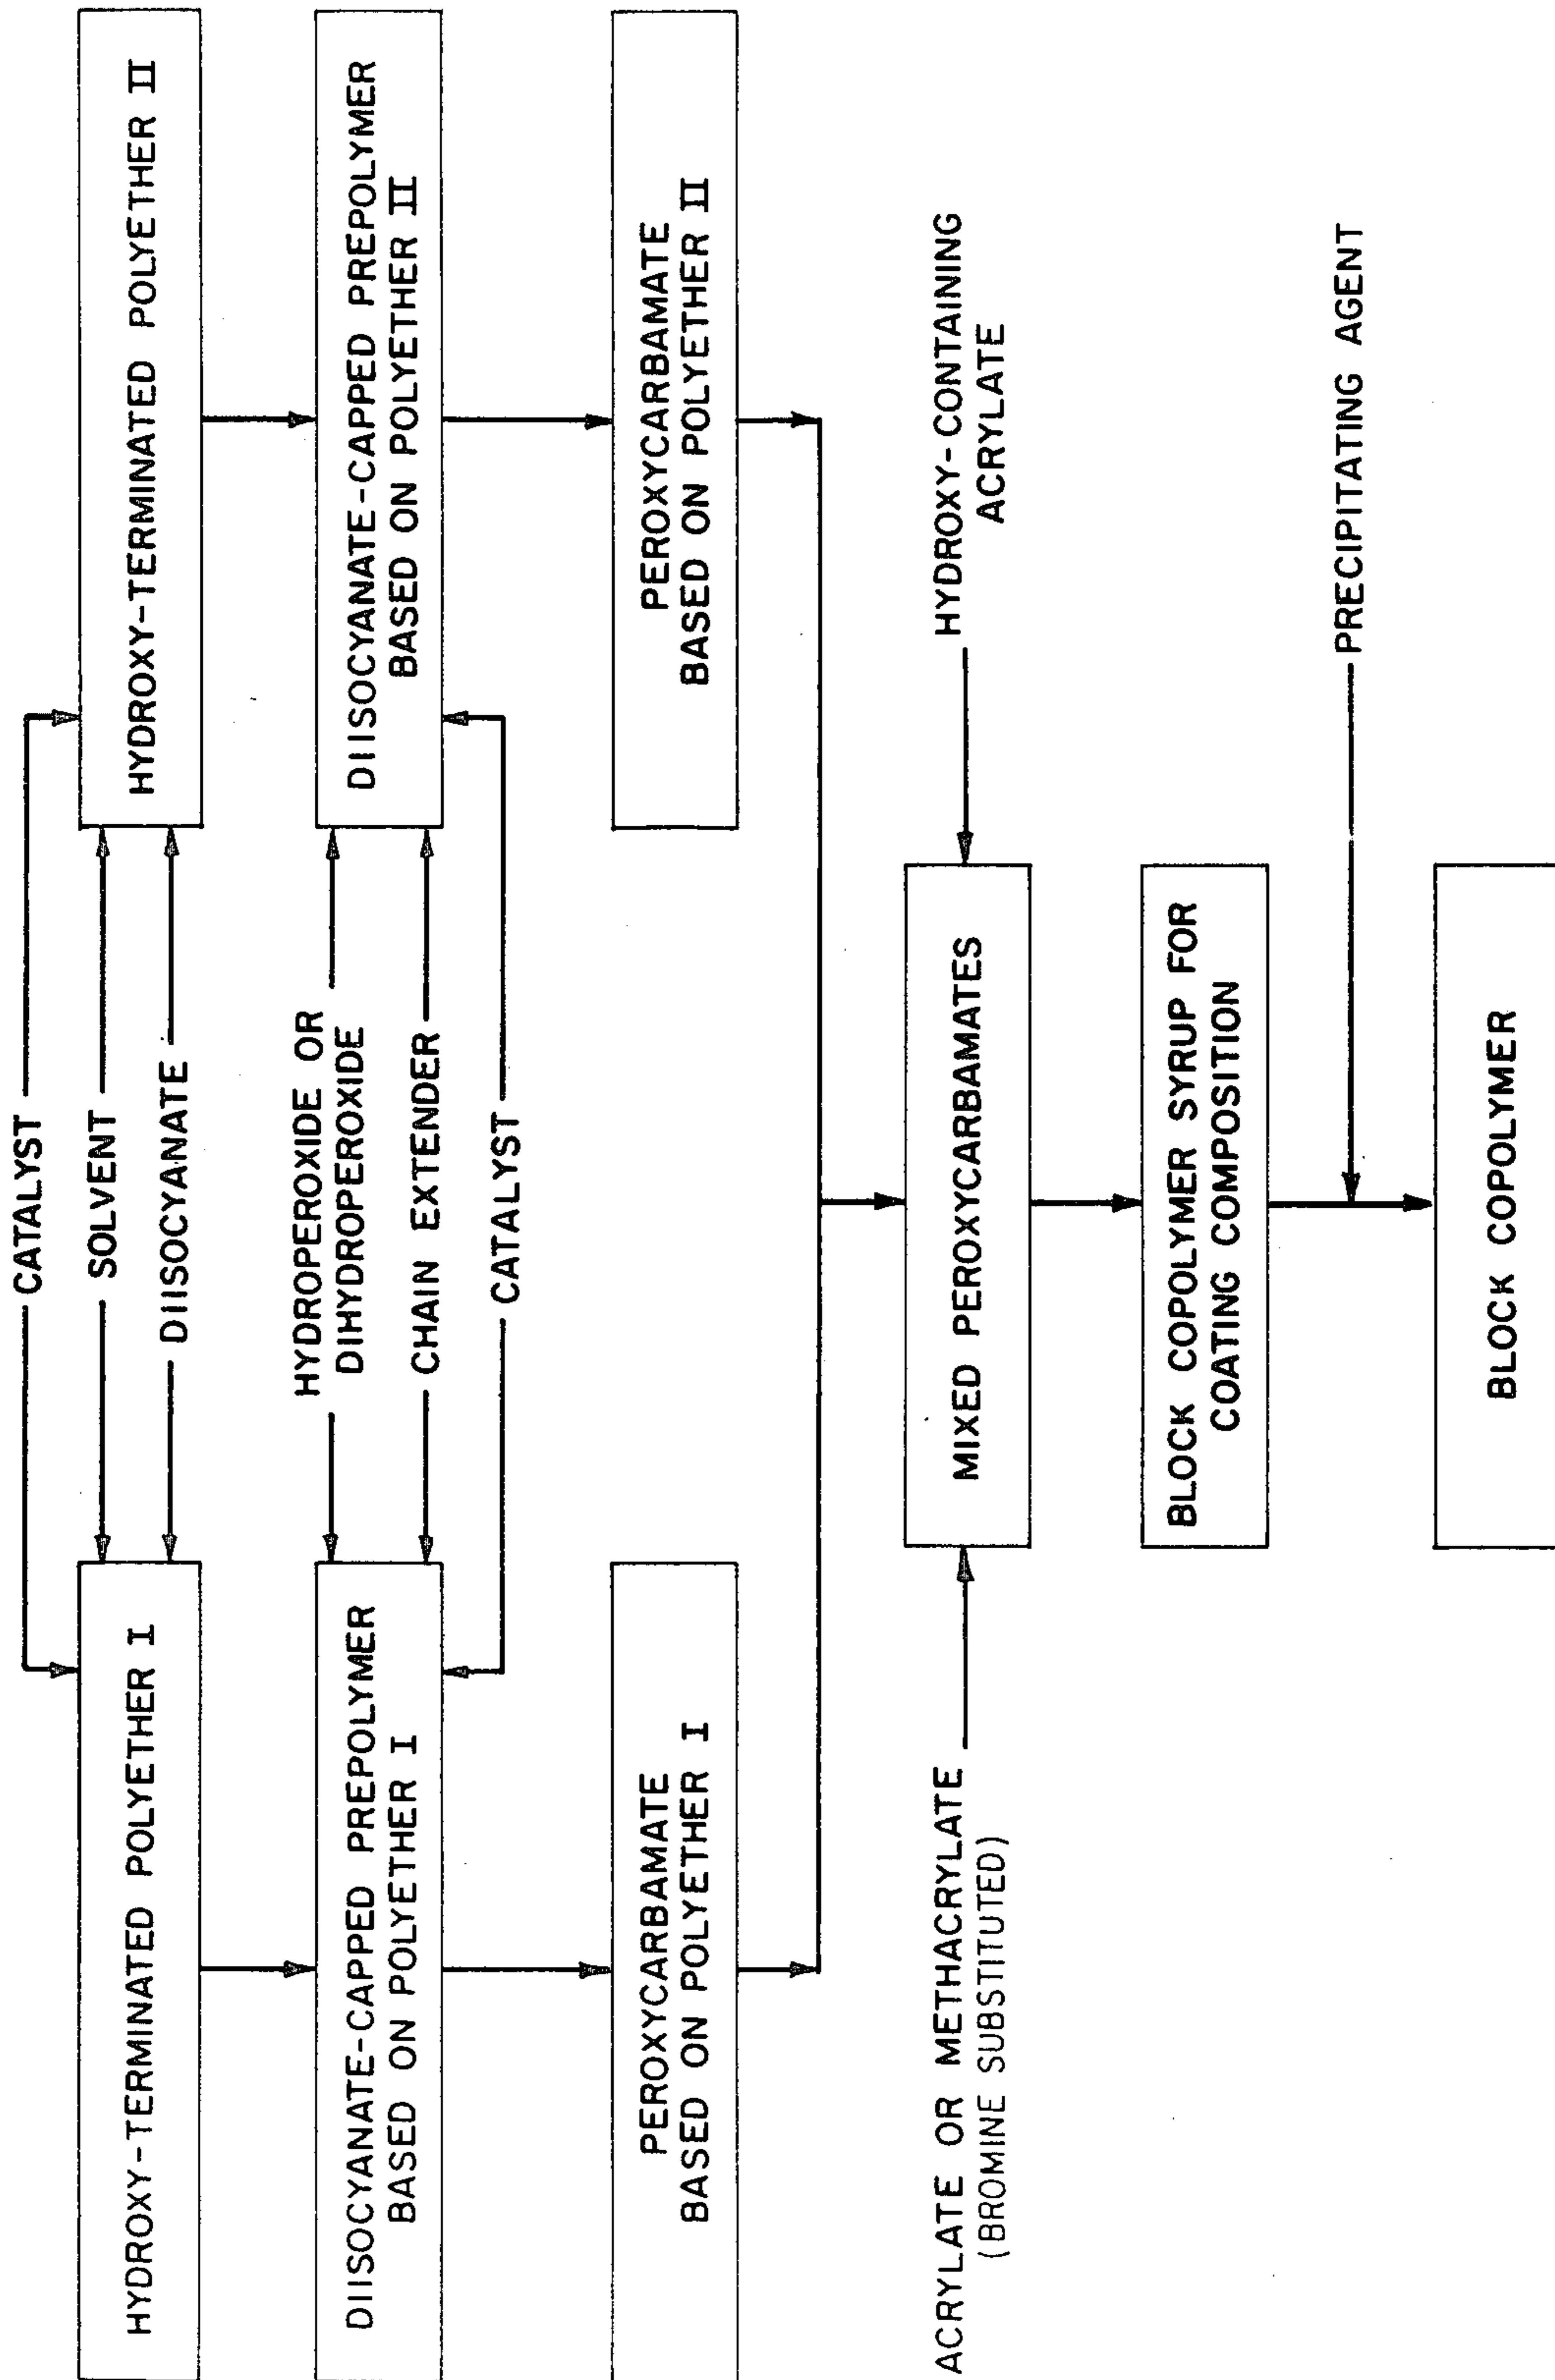 CATALYST
SOLVENT
DIISOCYANATE
HYDROXY-TERMINATED POLYETHER I
HYDROXY-TERMINATED POLYETHER II
HYDROPEROXIDE OR
DIHYDROPEROXIDE
CHAIN EXTENDER
CATALYST
DIISOCYANATE-CAPPED PREPOLYMER
BASED ON POLYETHER I
DIISOCYANATE-CAPPED PREPOLYMER
BASED ON POLYETHER II
PEROXYCARBAMATE
BASED ON POLYETHER I
PEROXYCARBAMATE
BASED ON POLYETHER II
ACRYLATE OR METHACRYLATE
(BROMINE SUBSTITUTED)
MIXED PEROXYCARBAMATES
HYDROXY-CONTAINING
ACRYLATE
BLOCK COPOLYMER SYRUP FOR
COATING COMPOSITION
PRECIPITATING AGENT
BLOCK COPOLYMER